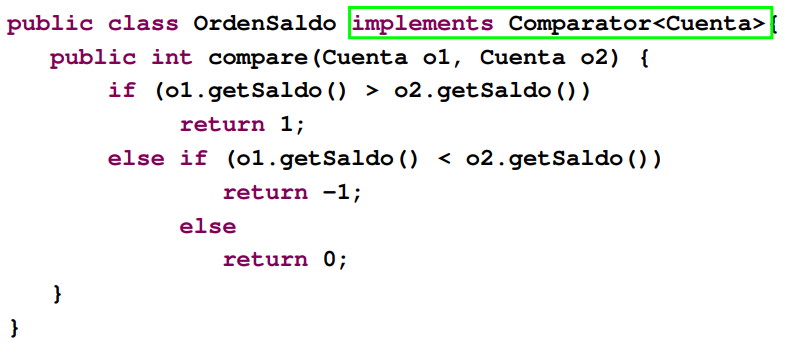 public class OrdenSaldo implements Comparator<Cuenta>{
public int compare(Cuenta o1, Cuenta o2) {
if (o1.getSaldo() > o2.getSaldo())
return 1;
else if (o1.getSaldo() < o2.getSaldo())
return -1;
else
return 0;
}
}